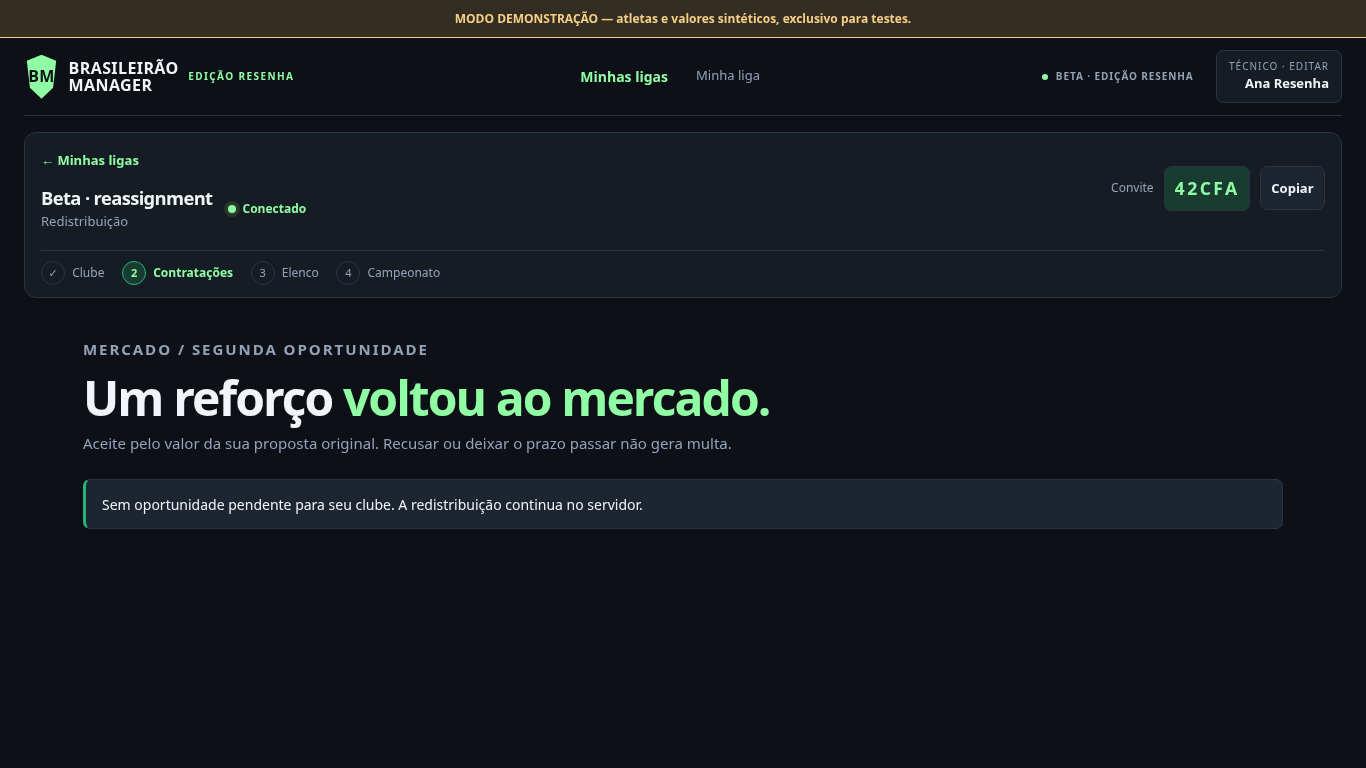 MODO DEMONSTRAÇÃO — atletas e valores sintéticos, exclusivo para testes.
BM
BRASILEIRÃO
MANAGER
EDIÇÃO RESENHA
Minhas ligas
Minha liga
BETA · EDIÇÃO RESENHA
TÉCNICO · EDITAR
Ana Resenha
← Minhas ligas
Beta · reassignment
Conectado
Redistribuição
Convite
42CFA
Copiar
✓ Clube
2 Contratações
3 Elenco
4 Campeonato
MERCADO / SEGUNDA OPORTUNIDADE
Um reforço voltou ao mercado.
Aceite pelo valor da sua proposta original. Recusar ou deixar o prazo passar não gera multa.
Sem oportunidade pendente para seu clube. A redistribuição continua no servidor.